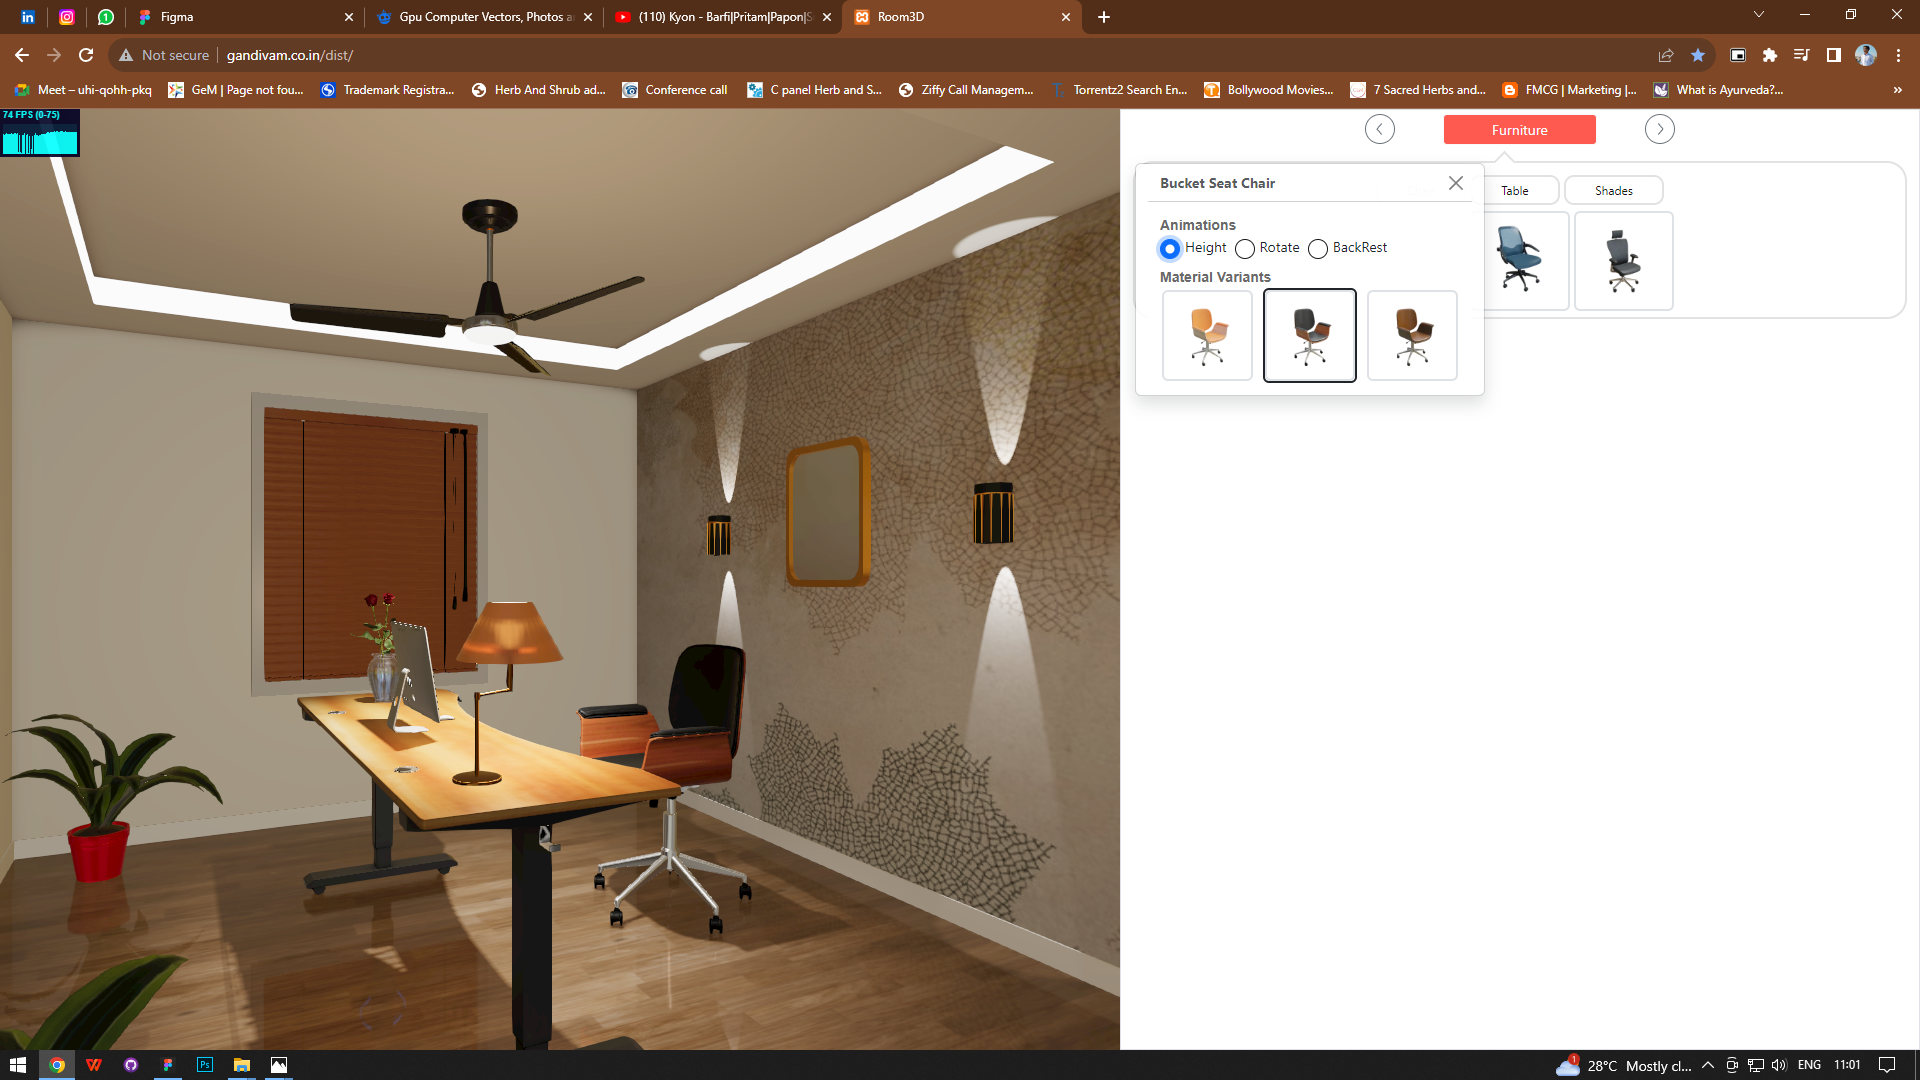 Figma
Gpu Computer Vectors, Photos a
(110) Kyon - Barfi|Pritam|Papon|S
Room3D
Not secure
gandivam.co.in/dist/
Meet – uhi-qohh-pkq
GeM | Page not fou...
Trademark Registra...
Herb And Shrub ad...
Conference call
C panel Herb and S...
Ziffy Call Managem...
Torrentz2 Search En...
Bollywood Movies...
7 Sacred Herbs and...
FMCG | Marketing |...
What is Ayurveda?...
74 FPS (0-75)
Furniture
Bucket Seat Chair
Table
Shades
Animations
Height
Rotate
BackRest
Material Variants
28°C Mostly cl...
ENG
11:01